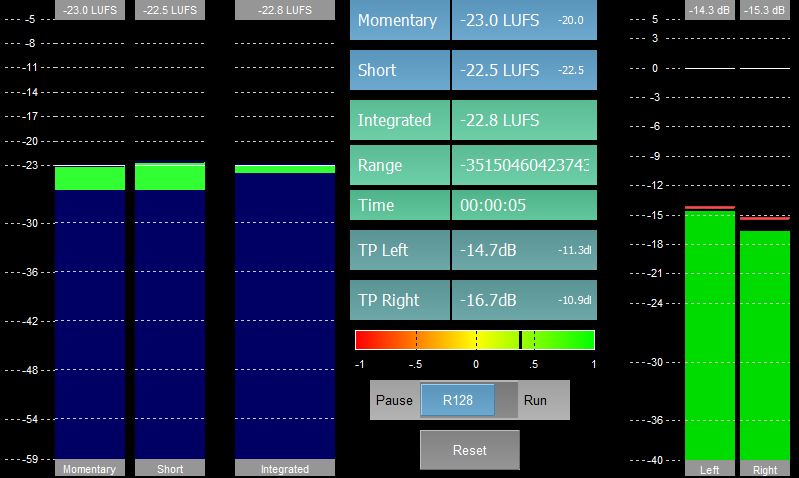 -23.0 LUFS -22.5 LUFS -22.8 LUFS
-5
-8
-11
-14
-17
-20
-23
-30
-36
-42
-48
-54
-59
Momentary Short Integrated
Momentary -23.0 LUFS -20.0
Short -22.5 LUFS -22.5
Integrated -22.8 LUFS
Range -35150460423743
Time 00:00:05
TP Left -14.7dB -11.3dB
TP Right -16.7dB -10.9dB
-1 -.5 0 .5 1
Pause R128 Run
Reset
-14.3 dB -15.3 dB
5
3
0
-3
-6
-9
-12
-15
-18
-21
-24
-30
-36
-40
Left Right